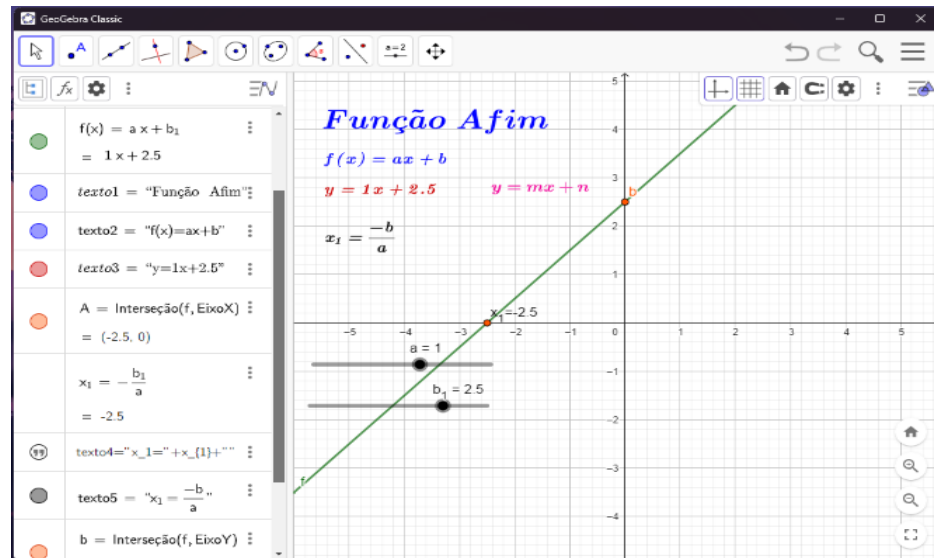 GeoGebra Classic
A
a=2
f(x) = a x + b₁
= 1 x + 2.5
texto1 = “Função Afim”
texto2 = “f(x)=ax+b”
texto3 = “y=1x+2.5”
A = Interseção(f, EixoX)
= (-2.5, 0)
x₁ = − b₁/a
= -2.5
texto4="x_1="+x_{1}+""
texto5 = “x₁ = −b/a”
b = Interseção(f, EixoY)
Função Afim
f(x) = ax + b
y = 1x + 2.5
y = mx + n
x₁ = −b/a
b
x₁=-2.5
a = 1
b₁ = 2.5
f
5
4
3
2
1
−5 −4 −3 −2 −1 0 1 2 3 4 5
−1
−2
−3
−4